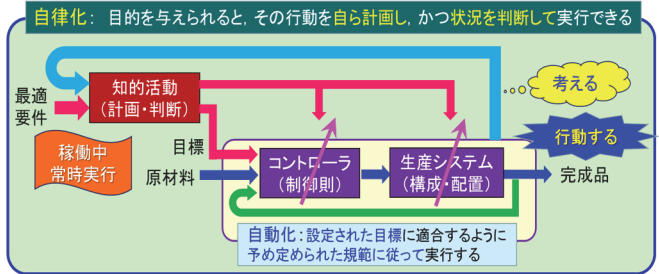 自律化：目的を与えられると，その行動を自ら計画し，かつ状況を判断して実行できる
最適
要件
知的活動
（計画・判断）
考える
行動する
稼働中
常時実行
目標
原材料
コントローラ
（制御則）
生産システム
（構成・配置）
完成品
自動化：設定された目標に適合するように
予め定められた規範に従って実行する